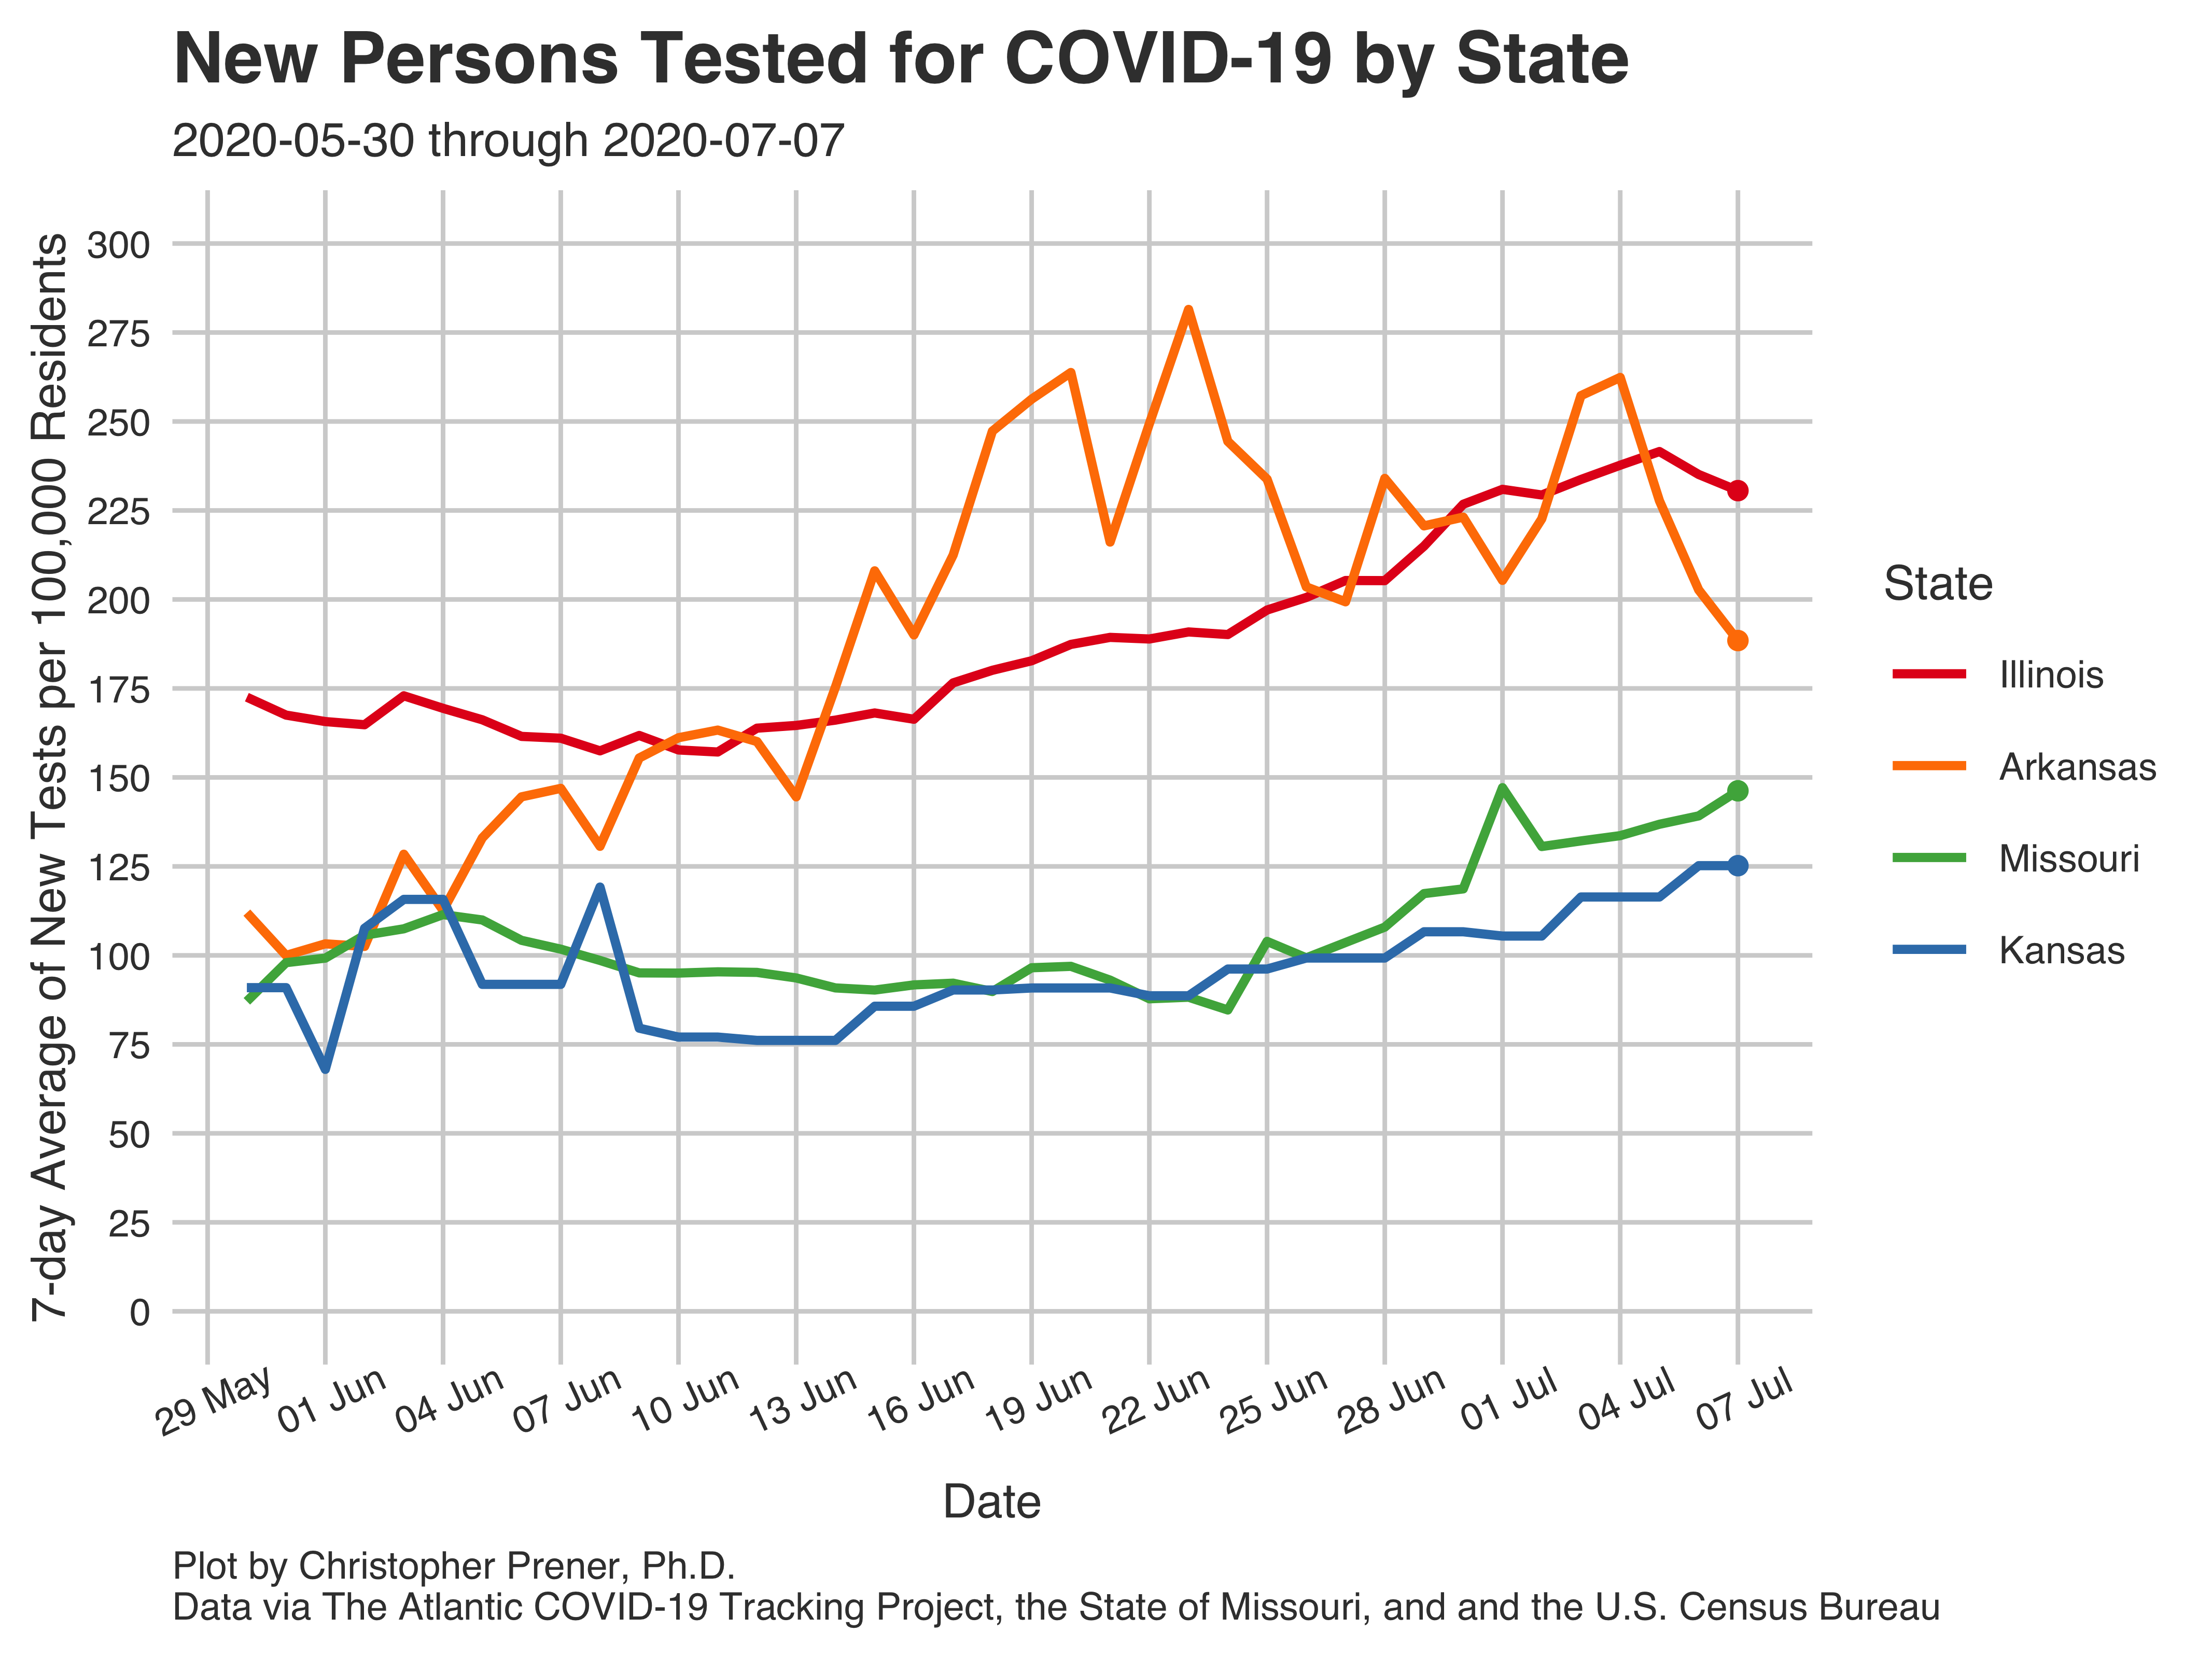 New Persons Tested for COVID-19 by State
2020-05-30 through 2020-07-07
7-day Average of New Tests per 100,000 Residents
300
275
250
225
200
175
150
125
100
75
50
25
0
29 May
01 Jun
04 Jun
07 Jun
10 Jun
13 Jun
16 Jun
19 Jun
22 Jun
25 Jun
28 Jun
01 Jul
04 Jul
07 Jul
Date
State
Illinois
Arkansas
Missouri
Kansas
Plot by Christopher Prener, Ph.D.
Data via The Atlantic COVID-19 Tracking Project, the State of Missouri, and and the U.S. Census Bureau